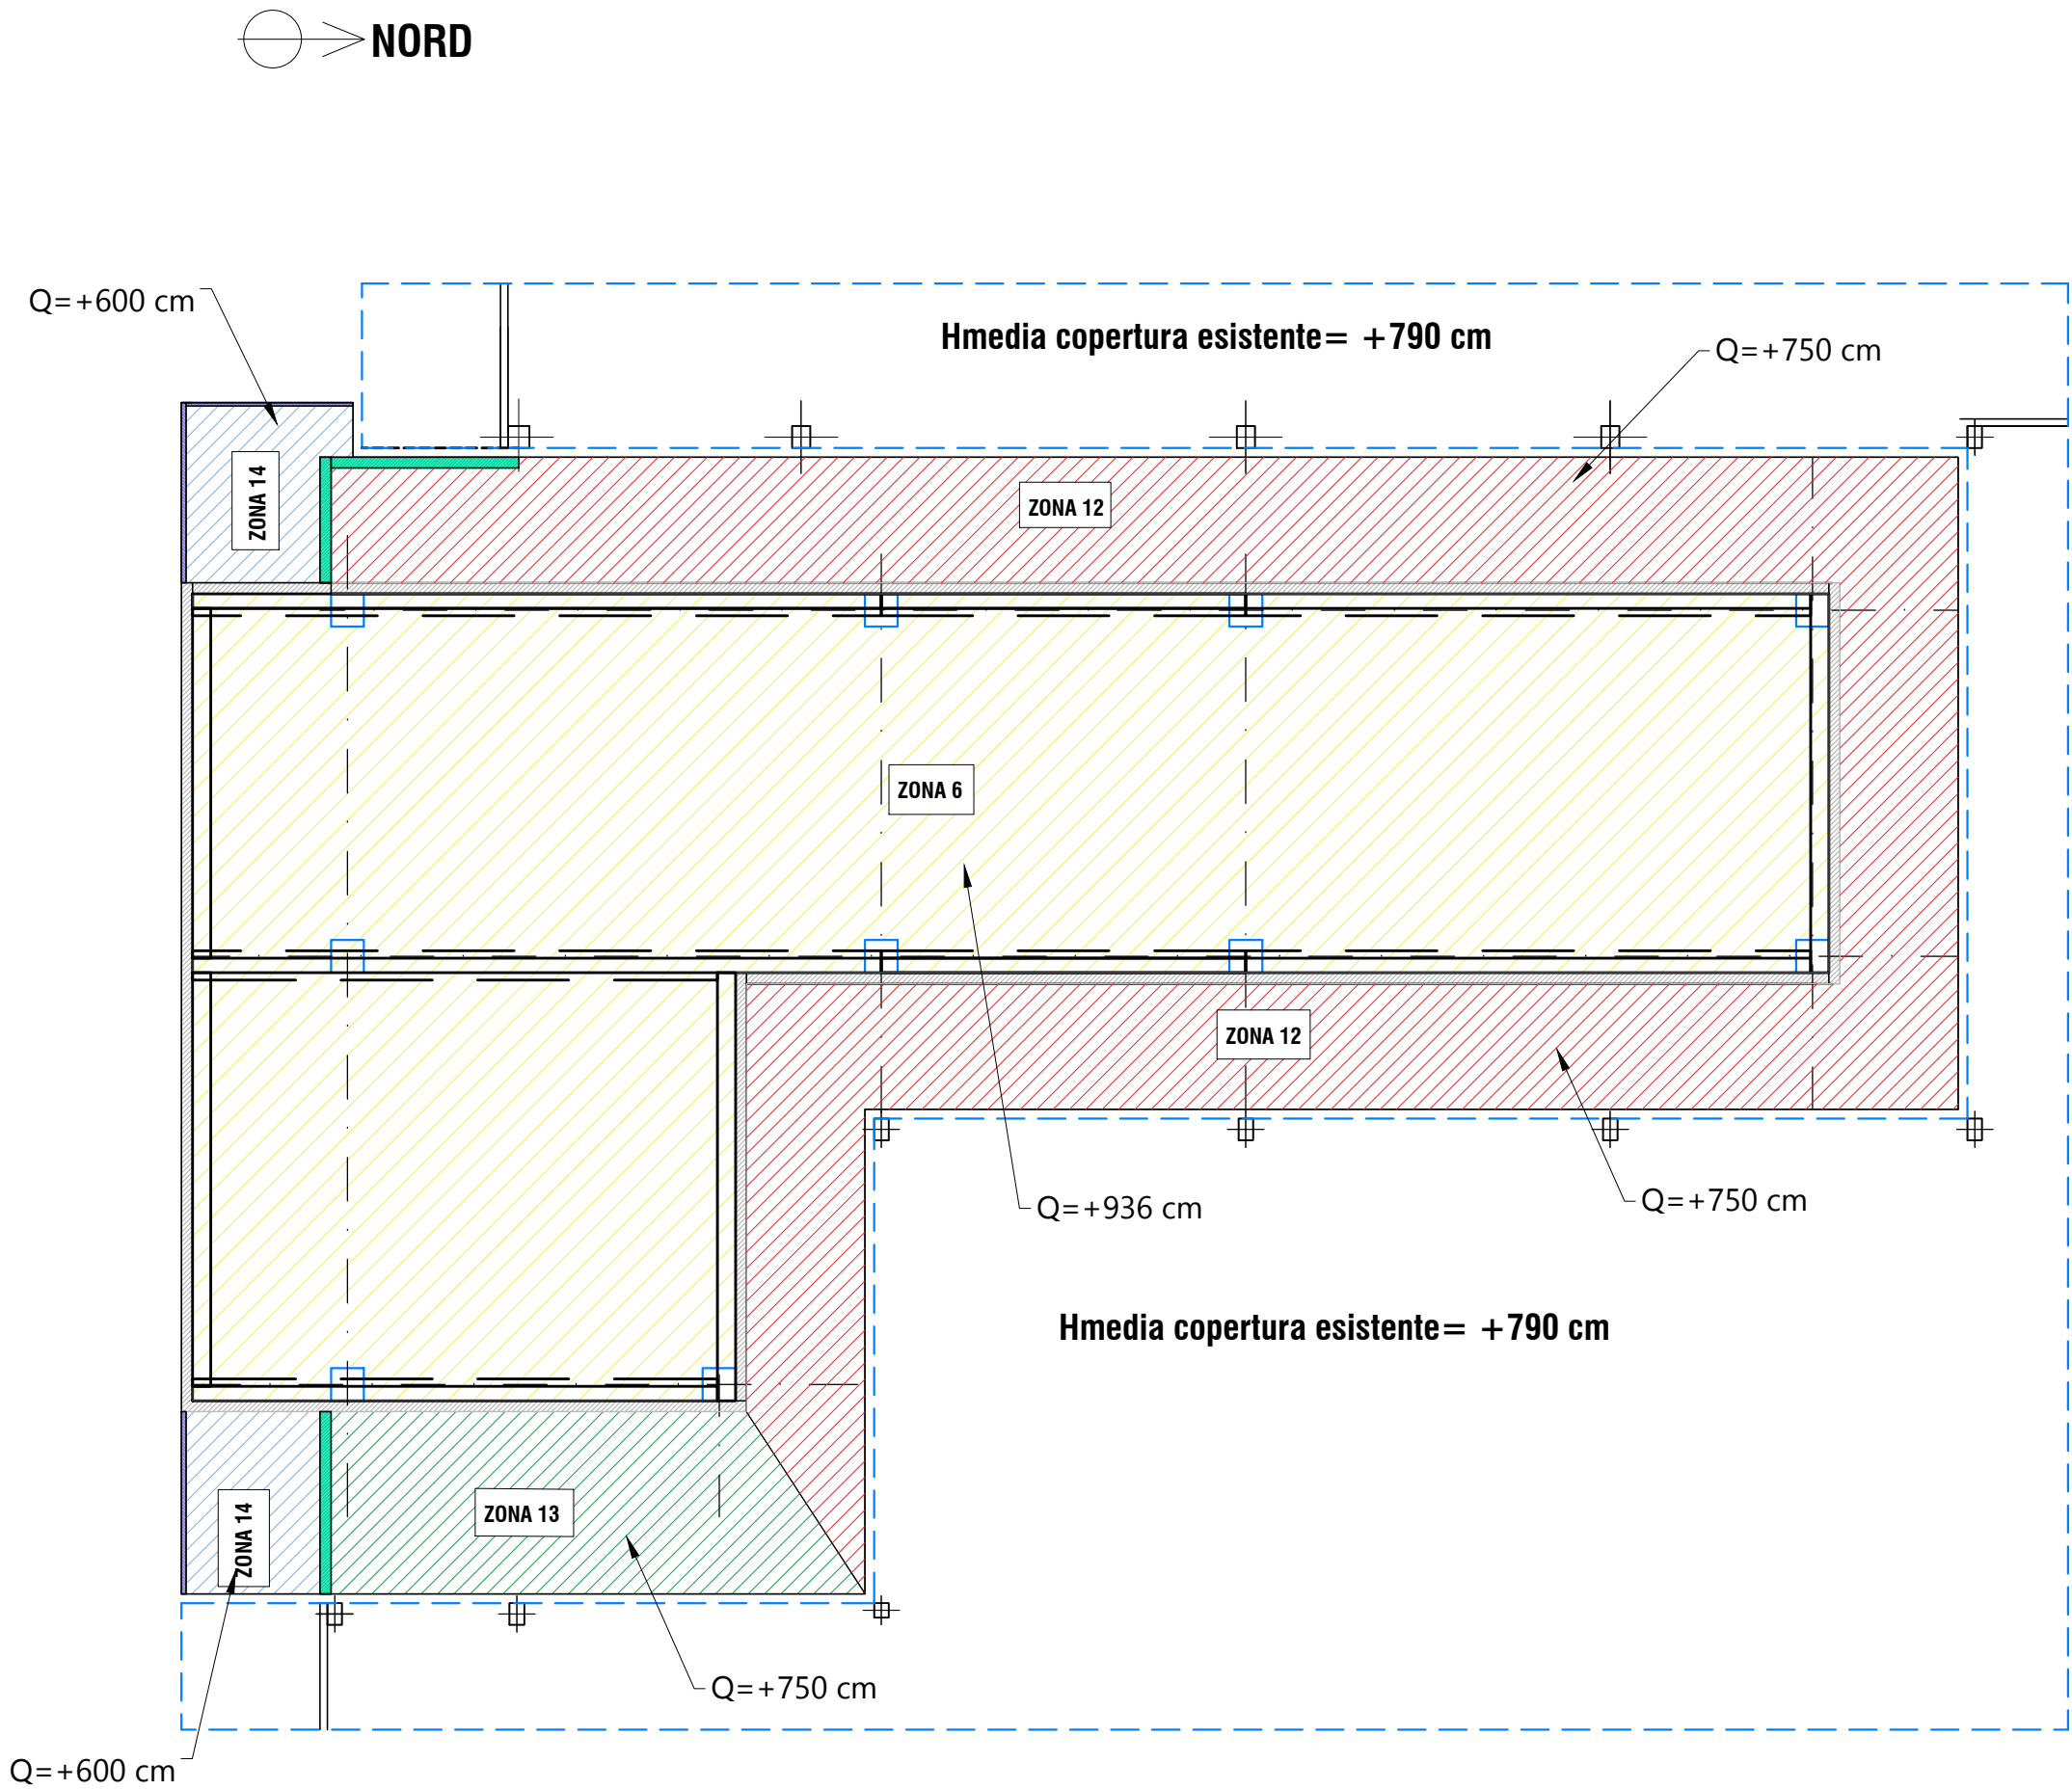 NORD
Q=+600 cm
Hmedia copertura esistente= +790 cm
Q=+750 cm
ZONA 14
ZONA 12
ZONA 6
ZONA 12
Q=+936 cm
Q=+750 cm
Hmedia copertura esistente= +790 cm
ZONA 14
ZONA 13
Q=+750 cm
Q=+600 cm